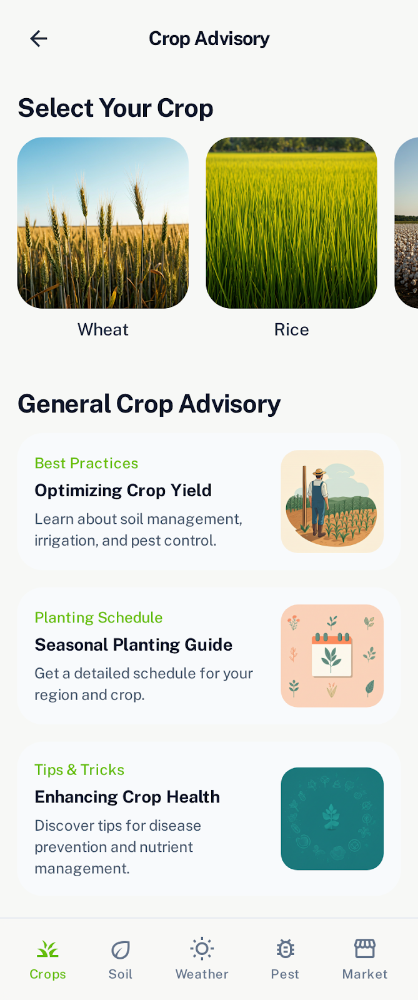 Crop Advisory
Select Your Crop
Wheat
Rice
General Crop Advisory
Best Practices
Optimizing Crop Yield
Learn about soil management,
irrigation, and pest control.
Planting Schedule
Seasonal Planting Guide
Get a detailed schedule for your
region and crop.
Tips & Tricks
Enhancing Crop Health
Discover tips for disease
prevention and nutrient
management.
Crops
Soil
Weather
Pest
Market